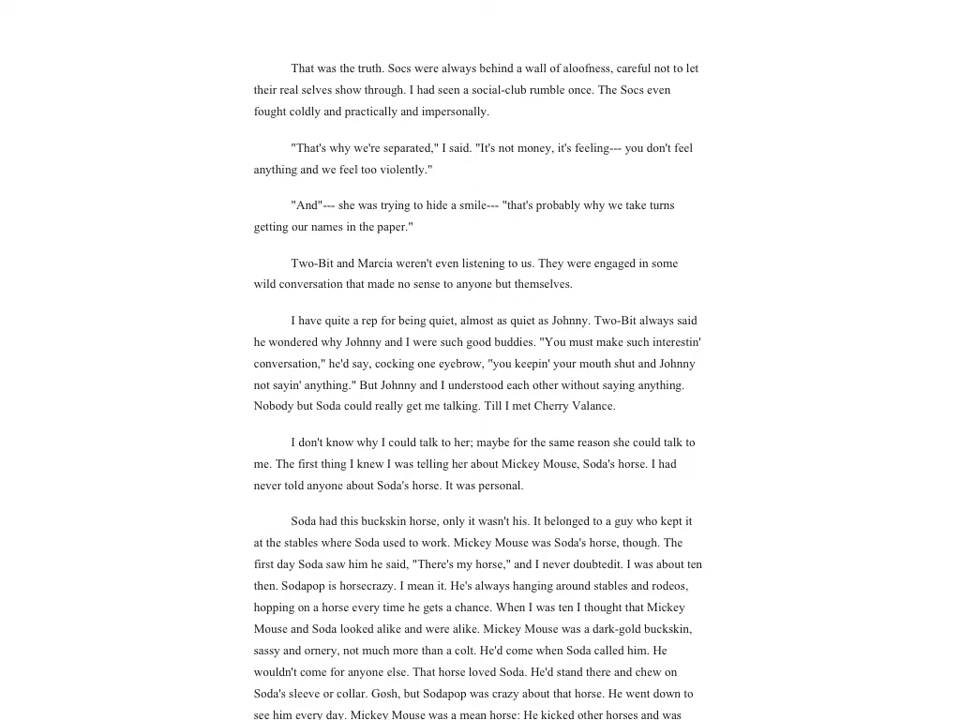 That was the truth. Socs were always behind a wall of aloofness, careful not to let
their real selves show through. I had seen a social-club rumble once. The Socs even
fought coldly and practically and impersonally.
"That's why we're separated," I said. "It's not money, it's feeling--- you don't feel
anything and we feel too violently."
"And"--- she was trying to hide a smile--- "that's probably why we take turns
getting our names in the paper."
Two-Bit and Marcia weren't even listening to us. They were engaged in some
wild conversation that made no sense to anyone but themselves.
I have quite a rep for being quiet, almost as quiet as Johnny. Two-Bit always said
he wondered why Johnny and I were such good buddies. "You must make such interestin'
conversation," he'd say, cocking one eyebrow, "you keepin' your mouth shut and Johnny
not sayin' anything." But Johnny and I understood each other without saying anything.
Nobody but Soda could really get me talking. Till I met Cherry Valance.
I don't know why I could talk to her; maybe for the same reason she could talk to
me. The first thing I knew I was telling her about Mickey Mouse, Soda's horse. I had
never told anyone about Soda's horse. It was personal.
Soda had this buckskin horse, only it wasn't his. It belonged to a guy who kept it
at the stables where Soda used to work. Mickey Mouse was Soda's horse, though. The
first day Soda saw him he said, "There's my horse," and I never doubtedit. I was about ten
then. Sodapop is horsecrazy. I mean it. He's always hanging around stables and rodeos,
hopping on a horse every time he gets a chance. When I was ten I thought that Mickey
Mouse and Soda looked alike and were alike. Mickey Mouse was a dark-gold buckskin,
sassy and ornery, not much more than a colt. He'd come when Soda called him. He
wouldn't come for anyone else. That horse loved Soda. He'd stand there and chew on
Soda's sleeve or collar. Gosh, but Sodapop was crazy about that horse. He went down to
see him every day. Mickey Mouse was a mean horse: He kicked other horses and was